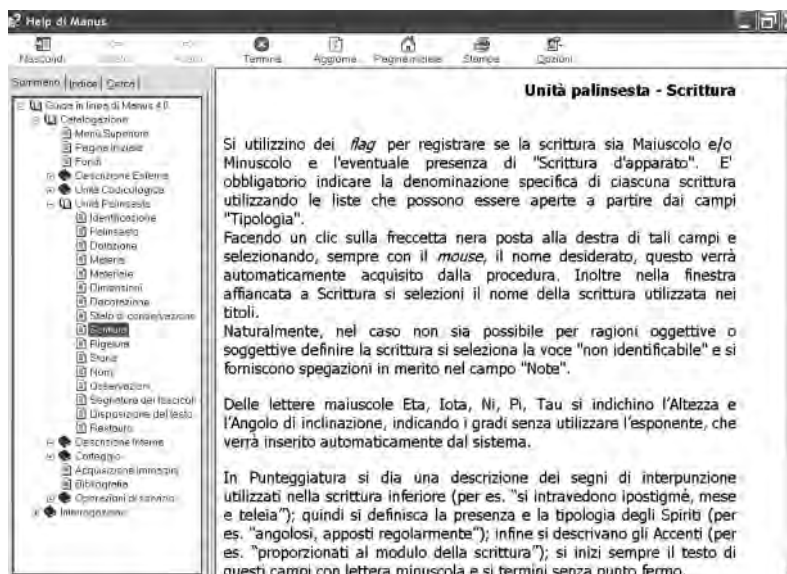 Help di Manus
Nascondi Termina Aggiorna Pagina iniziale Stampa Opzioni
Sommario Indice Cerca
Guida in linea di Manus 4.0
Catalogazione
Menù Superiore
Pagina Iniziale
Fondi
Descrizione Esterna
Unità Codicologica
Unità Palinsesta
Identificazione
Palinsesto
Datazione
Materia
Materiale
Dimensioni
Decorazione
Stato di conservazione
Scrittura
Rigatura
Storia
Nomi
Osservazioni
Segnatura dei fascicoli
Disposizione del testo
Restauro
Descrizione Interna
Carteggio
Acquisizione Immagini
Bibliografia
Operazioni di servizio
Interrogazione
Unità palinsesta - Scrittura
Si utilizzino dei flag per registrare se la scrittura sia Maiuscolo e/o
Minuscolo e l'eventuale presenza di "Scrittura d'apparato". E'
obbligatorio indicare la denominazione specifica di ciascuna scrittura
utilizzando le liste che possono essere aperte a partire dai campi
"Tipologia".
Facendo un clic sulla freccetta nera posta alla destra di tali campi e
selezionando, sempre con il mouse, il nome desiderato, questo verrà
automaticamente acquisito dalla procedura. Inoltre nella finestra
affiancata a Scrittura si selezioni il nome della scrittura utilizzata nei
titoli.
Naturalmente, nel caso non sia possibile per ragioni oggettive o
soggettive definire la scrittura si seleziona la voce "non identificabile" e si
forniscono spegazioni in merito nel campo "Note".
Delle lettere maiuscole Eta, Iota, Ni, Pi, Tau si indichino l'Altezza e
l'Angolo di inclinazione, indicando i gradi senza utilizzare l'esponente, che
verrà inserito automaticamente dal sistema.
In Punteggiatura si dia una descrizione dei segni di interpunzione
utilizzati nella scrittura inferiore (per es. "si intravedono ipostigmé, mese
e teleia"); quindi si definisca la presenza e la tipologia degli Spiriti (per
es. "angolosi, apposti regolarmente"); infine si descrivano gli Accenti (per
es. "proporzionati al modulo della scrittura"); si inizi sempre il testo di
questi campi con lettera minuscola e si termini senza punto fermo.